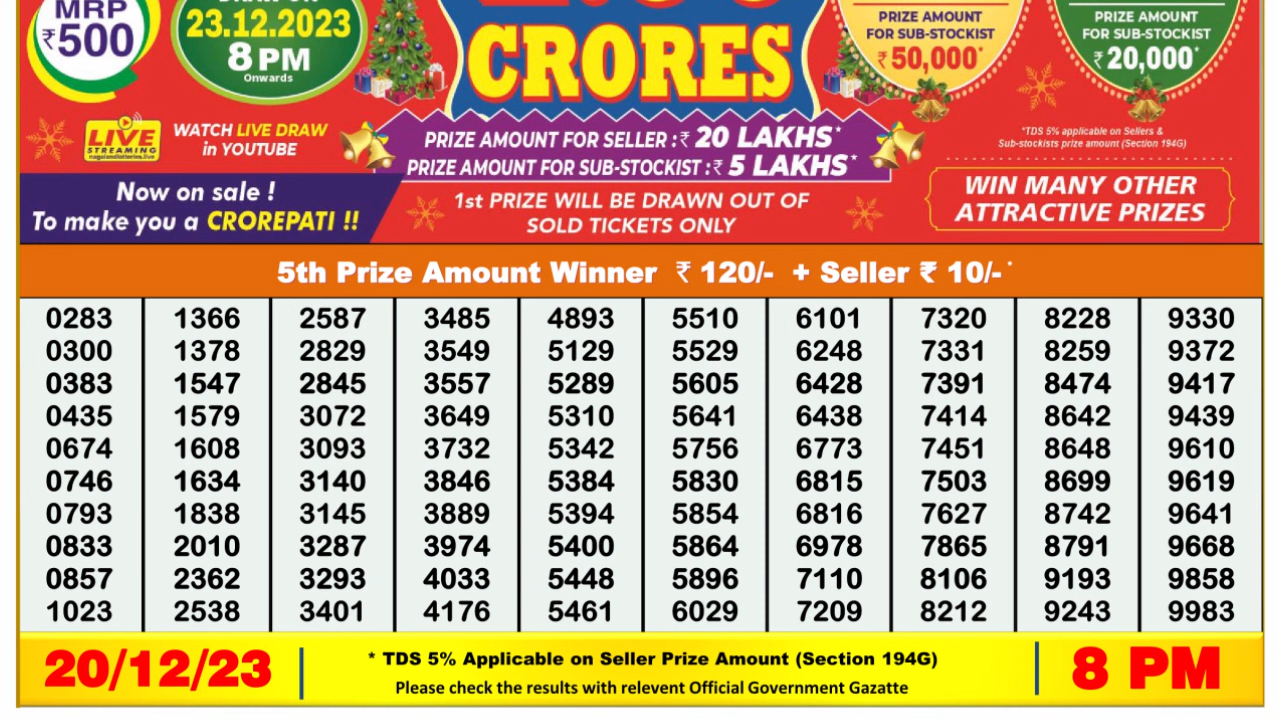 MRP
₹500
23.12.2023
8 PM
Onwards
CRORES
PRIZE AMOUNT
FOR SUB-STOCKIST
₹ 50,000*
PRIZE AMOUNT
FOR SUB-STOCKIST
₹ 20,000*
LIVE
STREAMING
nagalandlotteries.live
WATCH LIVE DRAW
in YOUTUBE
PRIZE AMOUNT FOR SELLER :₹ 20 LAKHS*
PRIZE AMOUNT FOR SUB-STOCKIST :₹ 5 LAKHS*
*TDS 5% applicable on Sellers &
Sub-stockists prize amount (Section 194G)
Now on sale !
To make you a CROREPATI !!
1st PRIZE WILL BE DRAWN OUT OF
SOLD TICKETS ONLY
WIN MANY OTHER
ATTRACTIVE PRIZES
5th Prize Amount Winner ₹ 120/- + Seller ₹ 10/-*
0283 1366 2587 3485 4893 5510 6101 7320 8228 9330
0300 1378 2829 3549 5129 5529 6248 7331 8259 9372
0383 1547 2845 3557 5289 5605 6428 7391 8474 9417
0435 1579 3072 3649 5310 5641 6438 7414 8642 9439
0674 1608 3093 3732 5342 5756 6773 7451 8648 9610
0746 1634 3140 3846 5384 5830 6815 7503 8699 9619
0793 1838 3145 3889 5394 5854 6816 7627 8742 9641
0833 2010 3287 3974 5400 5864 6978 7865 8791 9668
0857 2362 3293 4033 5448 5896 7110 8106 9193 9858
1023 2538 3401 4176 5461 6029 7209 8212 9243 9983
20/12/23
* TDS 5% Applicable on Seller Prize Amount (Section 194G)
Please check the results with relevent Official Government Gazatte
8 PM